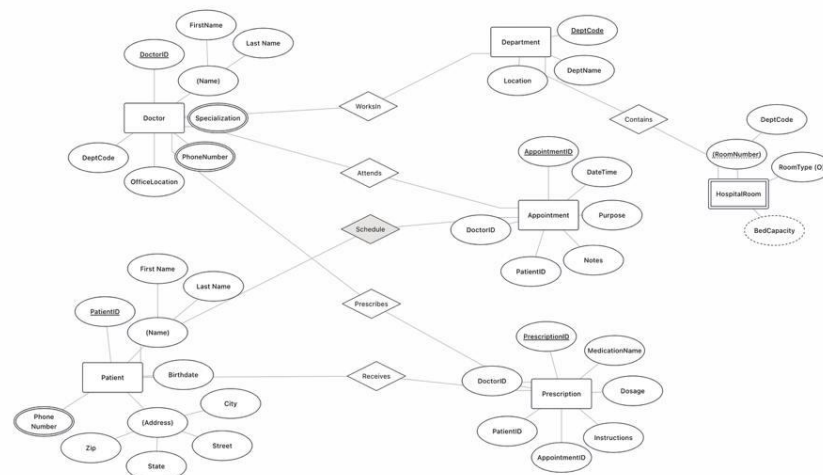 FirstName
Last Name
DoctorID
(Name)
Doctor
Specialization
DeptCode
PhoneNumber
OfficeLocation
WorksIn
Department
DeptCode
Location
DeptName
Contains
DeptCode
(RoomNumber)
RoomType (O)
HospitalRoom
BedCapacity
Attends
AppointmentID
DateTime
Appointment
Purpose
DoctorID
PatientID
Notes
Schedule
First Name
Last Name
PatientID
(Name)
Patient
Birthdate
Phone
Number
(Address)
City
Street
State
Zip
Prescribes
Receives
PrescriptionID
MedicationName
DoctorID
Prescription
Dosage
PatientID
Instructions
AppointmentID